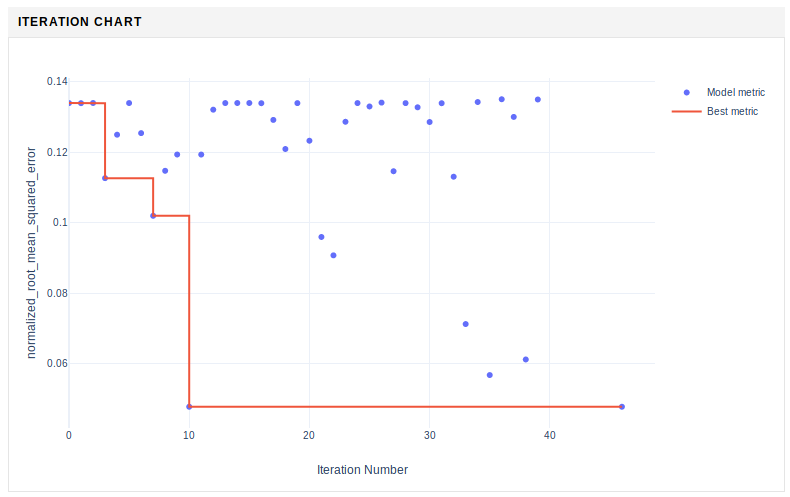 ITERATION CHART
0.14
0.12
0.1
0.08
0.06
normalized_root_mean_squared_error
0
10
20
30
40
Iteration Number
Model metric
Best metric